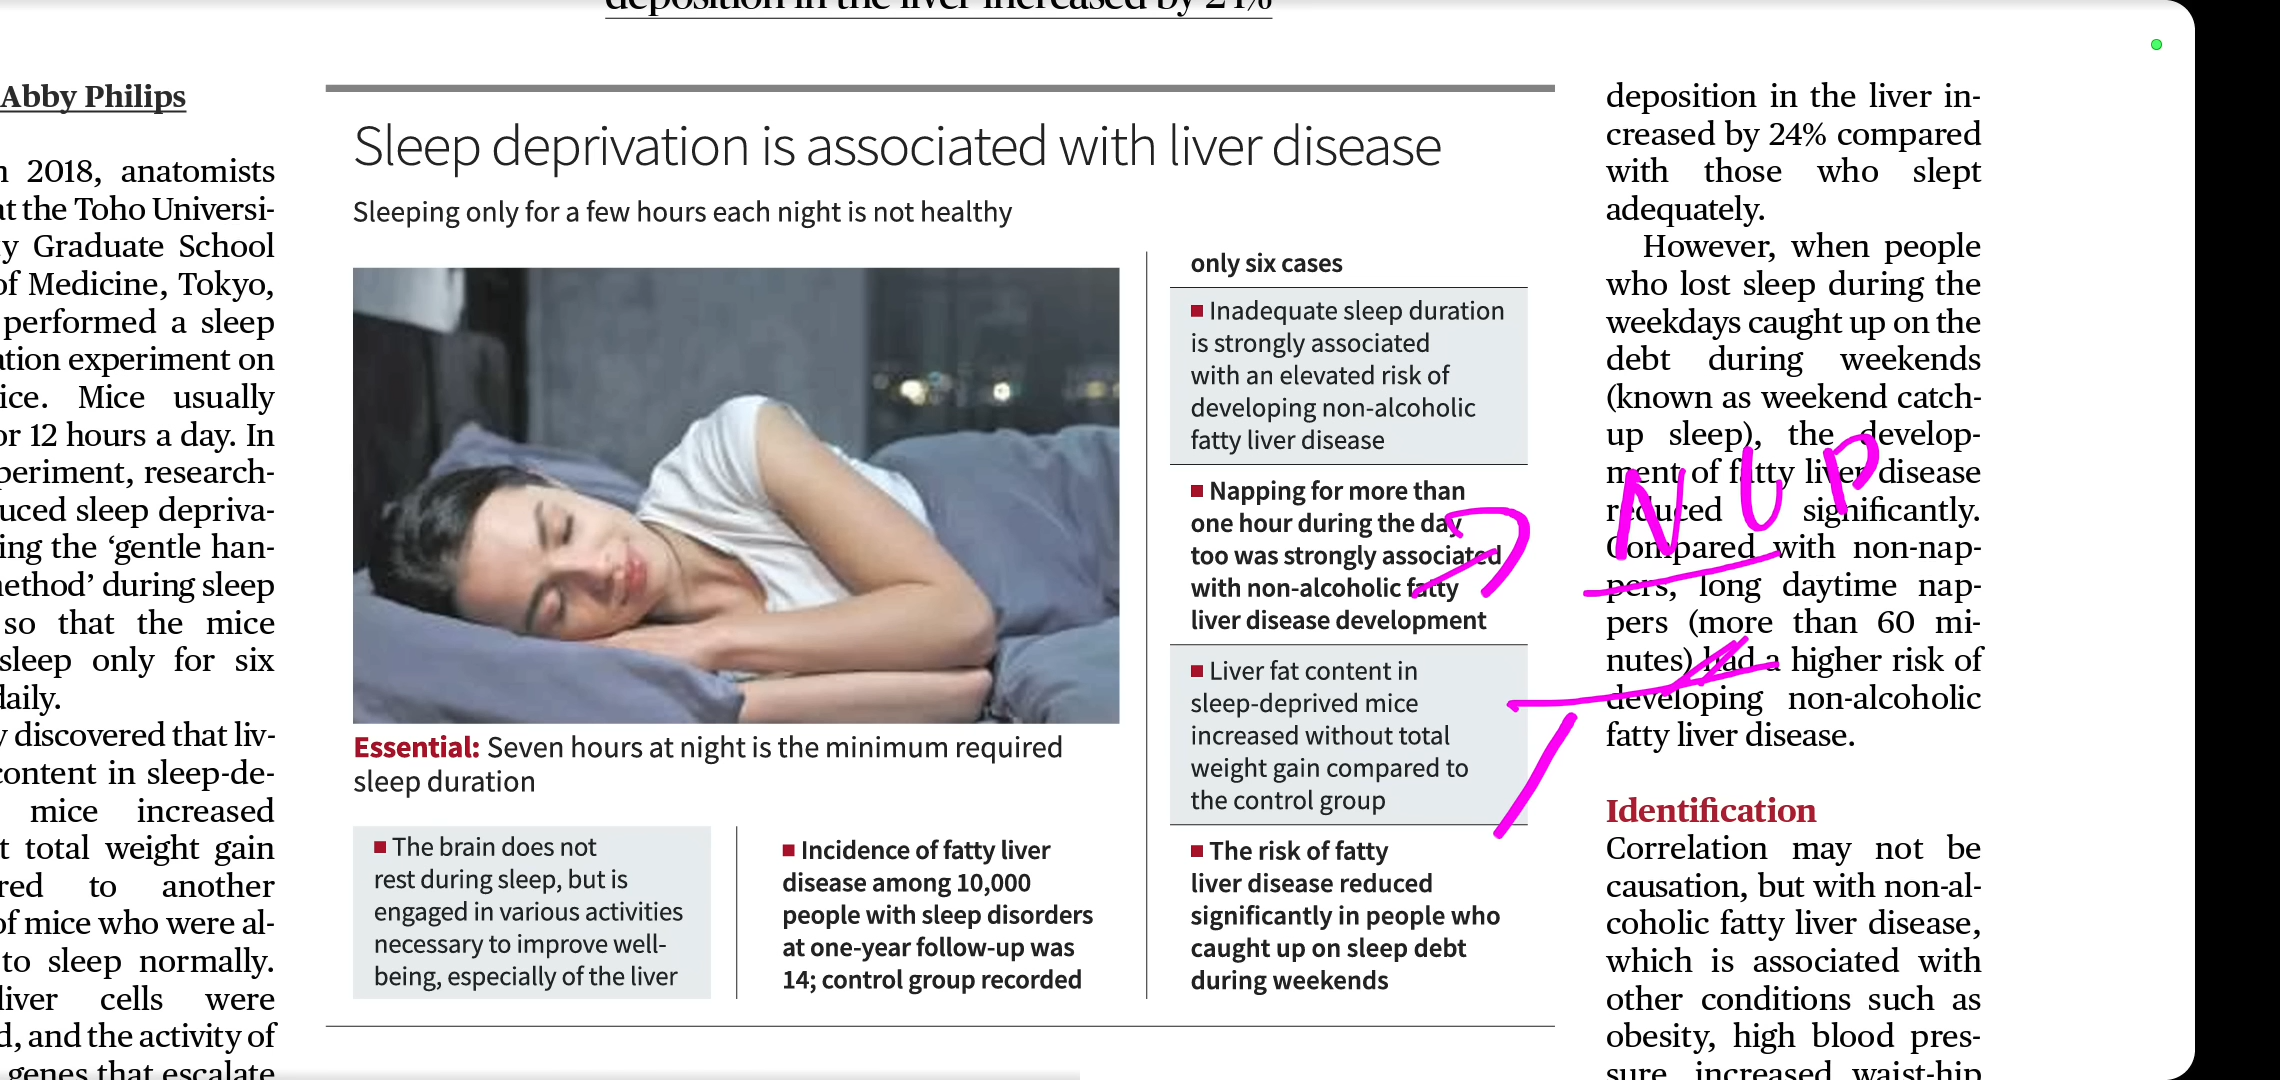 deposition in the liver increased by 24%
Abby Philips
2018, anatomists
at the Toho Universi-
y Graduate School
of Medicine, Tokyo,
performed a sleep
ation experiment on
ice. Mice usually
or 12 hours a day. In
periment, research-
uced sleep depriva-
ing the ‘gentle han-
method’ during sleep
so that the mice
sleep only for six
daily.
y discovered that liv-
content in sleep-de-
mice increased
t total weight gain
red to another
of mice who were al-
to sleep normally.
liver cells were
d, and the activity of
genes that escalate
Sleep deprivation is associated with liver disease
Sleeping only for a few hours each night is not healthy
Essential: Seven hours at night is the minimum required
sleep duration
■ The brain does not
rest during sleep, but is
engaged in various activities
necessary to improve well-
being, especially of the liver
■ Incidence of fatty liver
disease among 10,000
people with sleep disorders
at one-year follow-up was
14; control group recorded
only six cases
■ Inadequate sleep duration
is strongly associated
with an elevated risk of
developing non-alcoholic
fatty liver disease
■ Napping for more than
one hour during the day
too was strongly associated
with non-alcoholic fatty
liver disease development
■ Liver fat content in
sleep-deprived mice
increased without total
weight gain compared to
the control group
■ The risk of fatty
liver disease reduced
significantly in people who
caught up on sleep debt
during weekends
deposition in the liver in-
creased by 24% compared
with those who slept
adequately.
However, when people
who lost sleep during the
weekdays caught up on the
debt during weekends
(known as weekend catch-
up sleep), the develop-
ment of fatty liver disease
reduced significantly.
Compared with non-nap-
pers, long daytime nap-
pers (more than 60 mi-
nutes) had a higher risk of
developing non-alcoholic
fatty liver disease.
NUP
Identification
Correlation may not be
causation, but with non-al-
coholic fatty liver disease,
which is associated with
other conditions such as
obesity, high blood pres-
sure, increased waist-hip